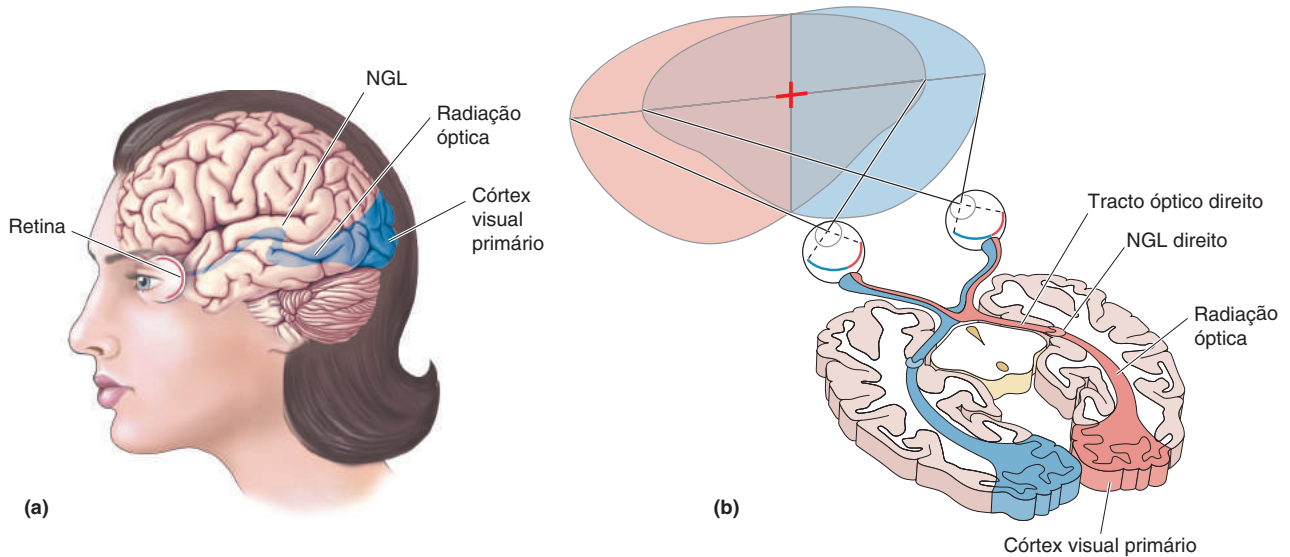 NGL
Radiação
óptica
Córtex
visual
primário
Retina
(a)
Tracto óptico direito
NGL direito
Radiação
óptica
(b)
Córtex visual primário